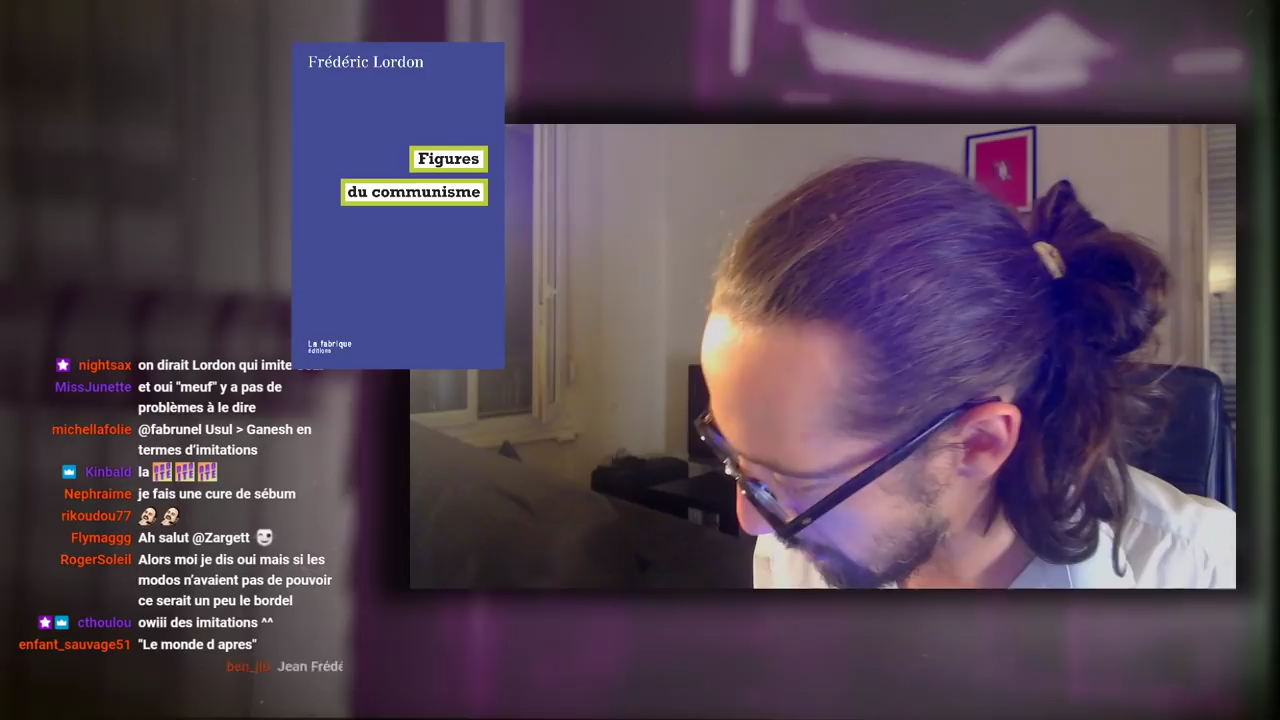 Frédéric Lordon
Figures
du communisme
La fabrique
éditions
nightsax on dirait Lordon qui imite
MissJunette et oui "meuf" y a pas de
problèmes à le dire
michellafolie @fabrunel Usul > Ganesh en
termes d'imitations
Kinbald la
Nephraime je fais une cure de sébum
rikoudou77
Flymaggg Ah salut @Zargett
RogerSoleil Alors moi je dis oui mais si les
modos n'avaient pas de pouvoir
ce serait un peu le bordel
cthoulou owiii des imitations ^^
enfant_sauvage51 "Le monde d apres"
Jean Frédé